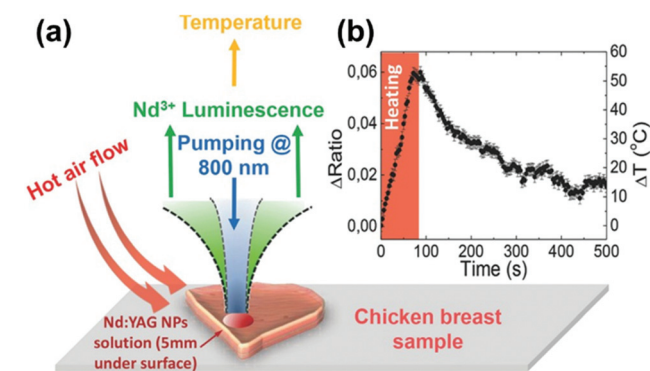 (a)
Temperature
Nd³⁺ Luminescence
Pumping @
800 nm
Hot air flow
Nd:YAG NPs
solution (5mm
under surface)
Chicken breast
sample
(b)
Heating
ΔRatio
0,06
0,04
0,02
0,00
ΔT (°C)
60
50
40
30
20
10
0
0 100 200 300 400 500
Time (s)